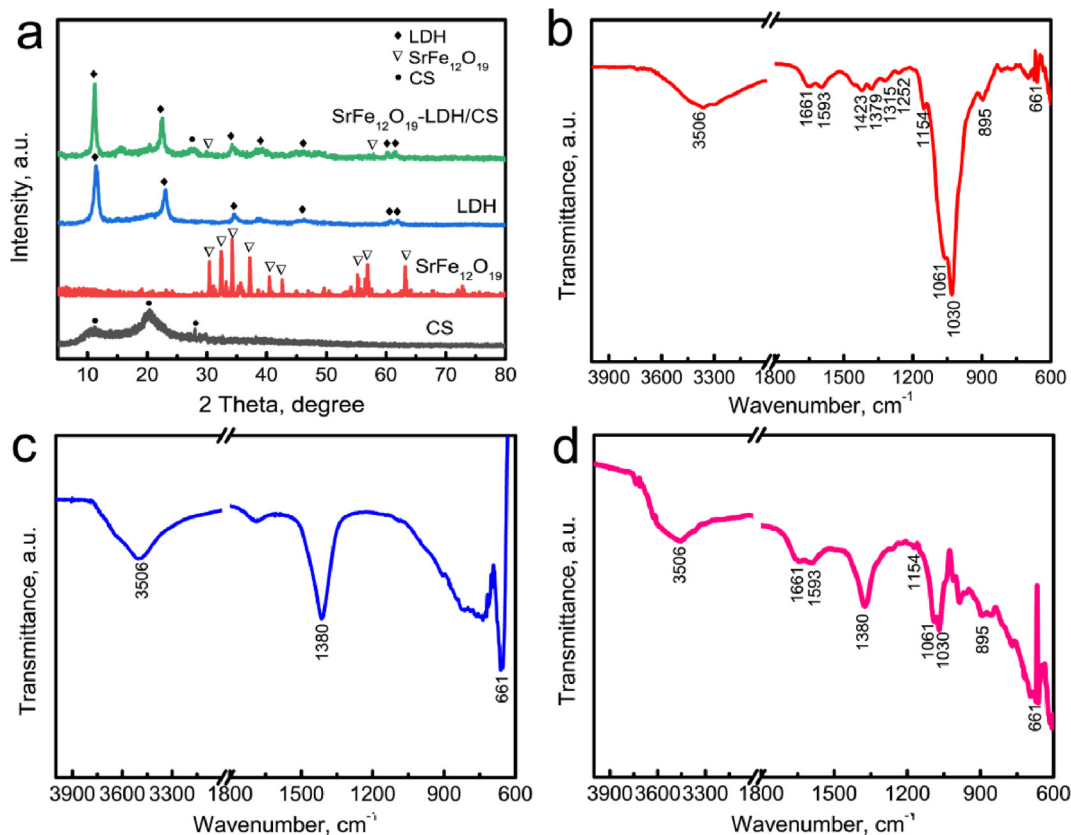 a
◆ LDH
▽ SrFe₁₂O₁₉
● CS
SrFe₁₂O₁₉-LDH/CS
LDH
SrFe₁₂O₁₉
CS
Intensity, a.u.
10 20 30 40 50 60 70 80
2 Theta, degree
b
3506
1661
1593
1423
1379
1315
1252
1154
1061
1030
895
661
Transmittance, a.u.
3900 3600 3300 1800 1500 1200 900 600
Wavenumber, cm⁻¹
c
3506
1380
661
Transmittance, a.u.
3900 3600 3300 1800 1500 1200 900 600
Wavenumber, cm⁻¹
d
3506
1661
1593
1380
1154
1061
1030
895
661
Transmittance, a.u.
3900 3600 3300 1800 1500 1200 900 600
Wavenumber, cm⁻¹